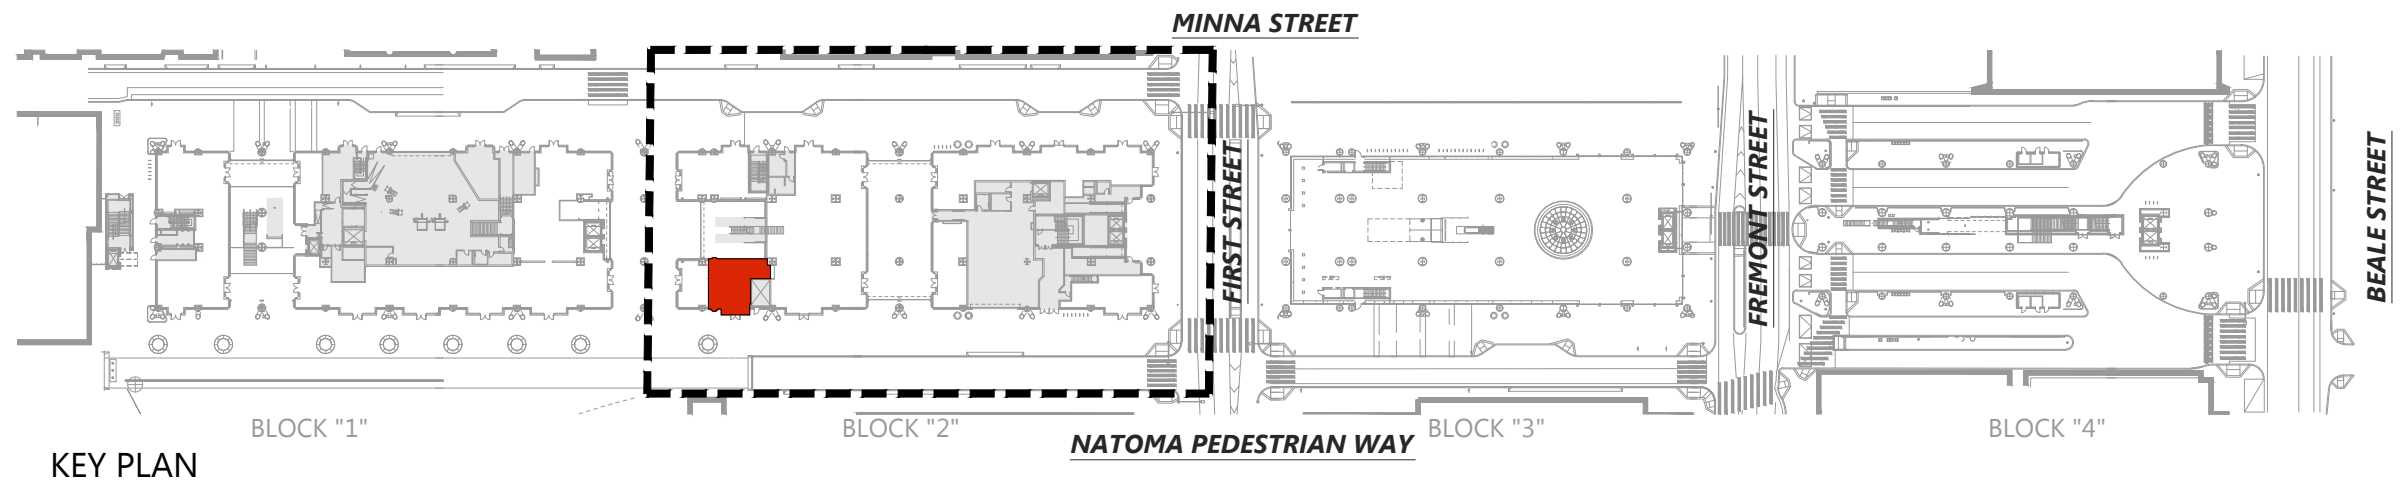 MINNA STREET
FIRST STREET
FREMONT STREET
BEALE STREET
BLOCK "1"
BLOCK "2"
BLOCK "3"
BLOCK "4"
NATOMA PEDESTRIAN WAY
KEY PLAN